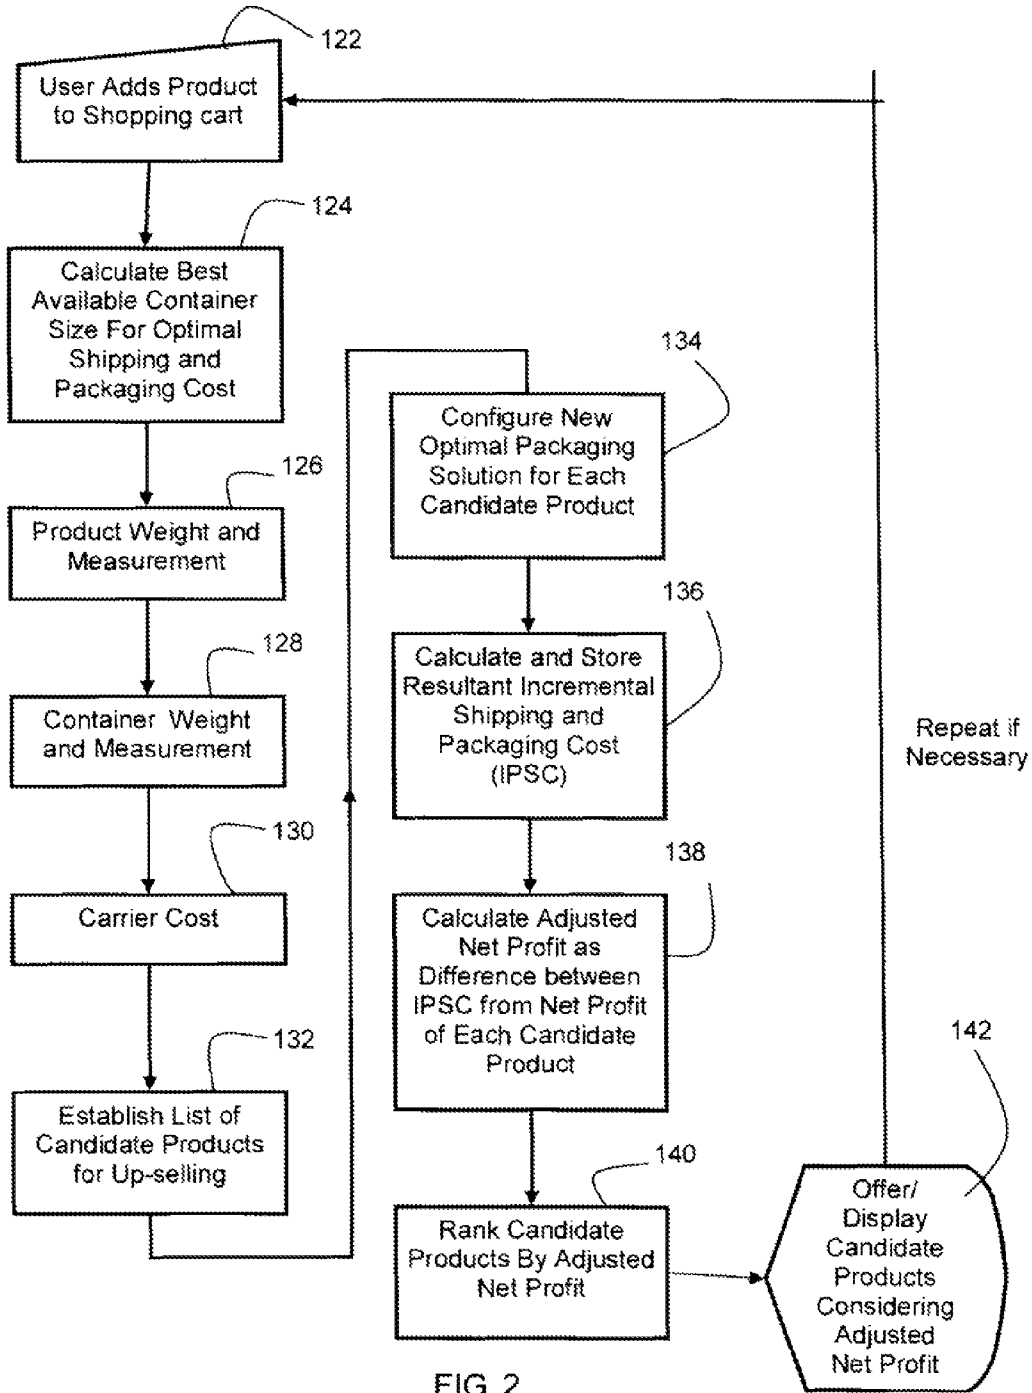 122
User Adds Product
to Shopping cart
124
Calculate Best
Available Container
Size For Optimal
Shipping and
Packaging Cost
126
Product Weight and
Measurement
128
Container Weight
and Measurement
130
Carrier Cost
132
Establish List of
Candidate Products
for Up-selling
134
Configure New
Optimal Packaging
Solution for Each
Candidate Product
136
Calculate and Store
Resultant Incremental
Shipping and
Packaging Cost
(IPSC)
138
Calculate Adjusted
Net Profit as
Difference between
IPSC from Net Profit
of Each Candidate
Product
140
Rank Candidate
Products By Adjusted
Net Profit
142
Offer/
Display
Candidate
Products
Considering
Adjusted
Net Profit
Repeat if
Necessary
FIG. 2